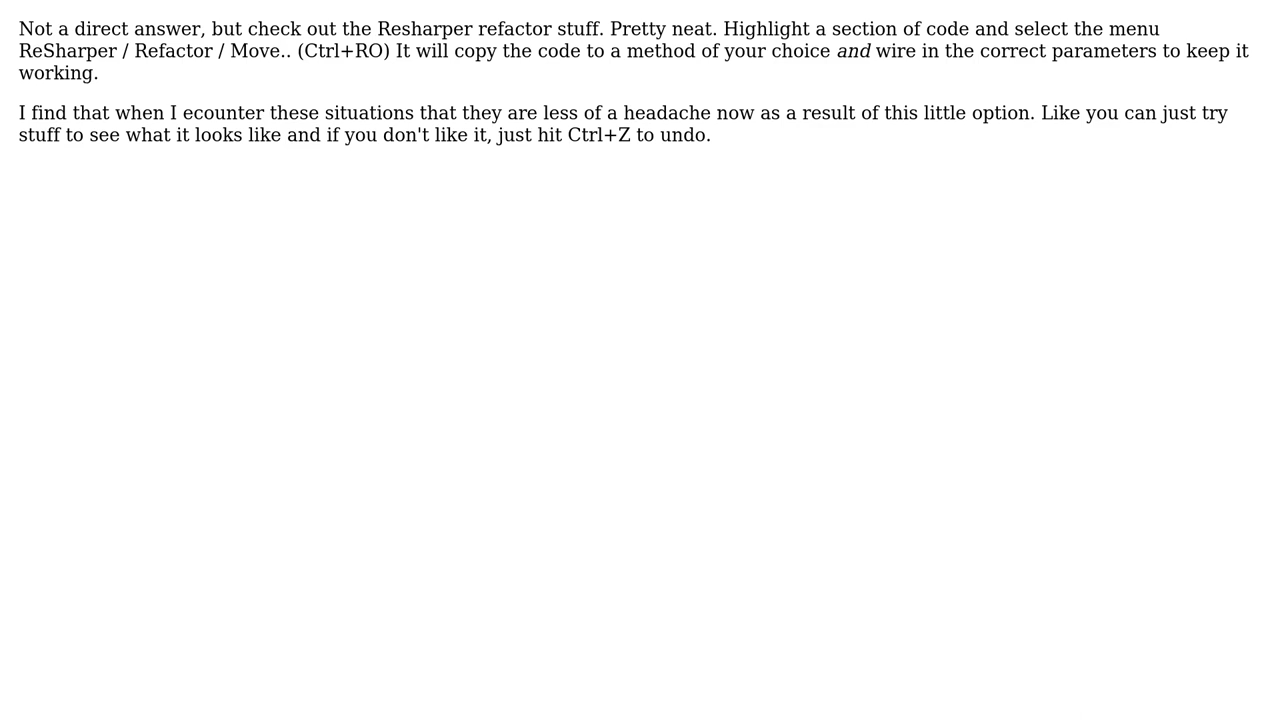 Not a direct answer, but check out the Resharper refactor stuff. Pretty neat. Highlight a section of code and select the menu
ReSharper / Refactor / Move.. (Ctrl+RO) It will copy the code to a method of your choice and wire in the correct parameters to keep it
working.
I find that when I ecounter these situations that they are less of a headache now as a result of this little option. Like you can just try
stuff to see what it looks like and if you don't like it, just hit Ctrl+Z to undo.